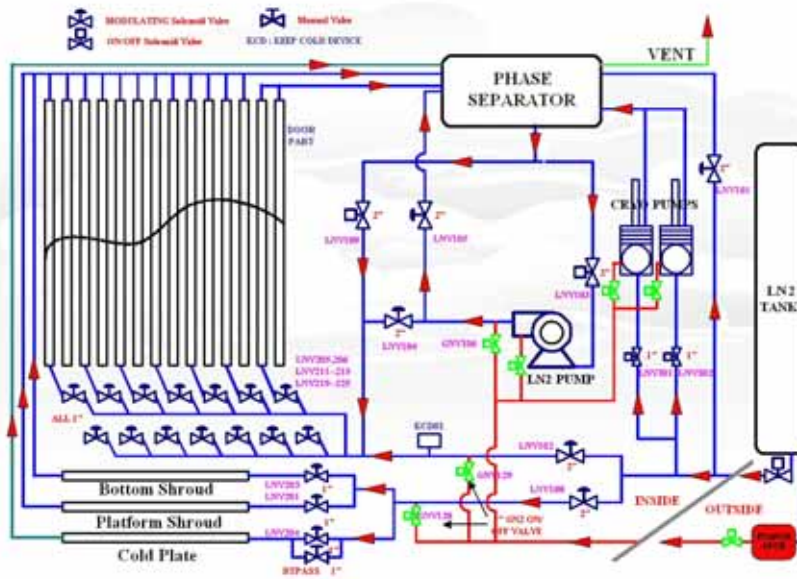 MODULATING Solenoid Valve
Manual Valve
ON/OFF Solenoid Valve
KCD : KEEP COLD DEVICE
VENT
PHASE
SEPARATOR
DOOR
PART
2"
LNV109
2"
LNV105
2"
LNV103
CRYO PUMPS
LNV101
LN2
TANK
2"
LNV104
GNV106
LN2 PUMP
1"
1"
ALL 1"
KCD01
LNV102
2"
GNV129
LNV203
1"
Bottom Shroud
LNV201
1"
Platform Shroud
LNV204
Cold Plate
BYPASS
1"
GNV128
LNV108
2"
INSIDE
OUTSIDE